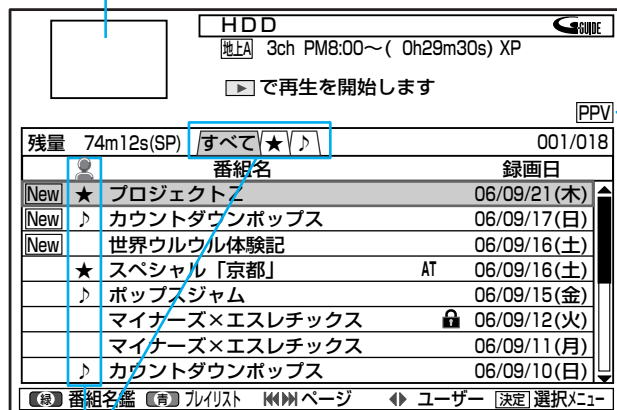 HDD G-GUIDE
地上A 3ch PM8:00〜( 0h29m30s) XP
▶ で再生を開始します
PPV
残量 74m12s(SP) すべて ★ ♪ 001/018
番組名 録画日
New ★ プロジェクトZ 06/09/21(木)
New ♪ カウントダウンポップス 06/09/17(日)
New 世界ウルウル体験記 06/09/16(土)
★ スペシャル「京都」 AT 06/09/16(土)
♪ ポップスジャム 06/09/15(金)
マイナーズ×エスレチックス 06/09/12(火)
マイナーズ×エスレチックス 06/09/11(月)
♪ カウントダウンポップス 06/09/10(日)
緑 番組名鑑 青 プレイリスト ⏮⏭ ページ ◀▶ ユーザー 決定 選択メニュー